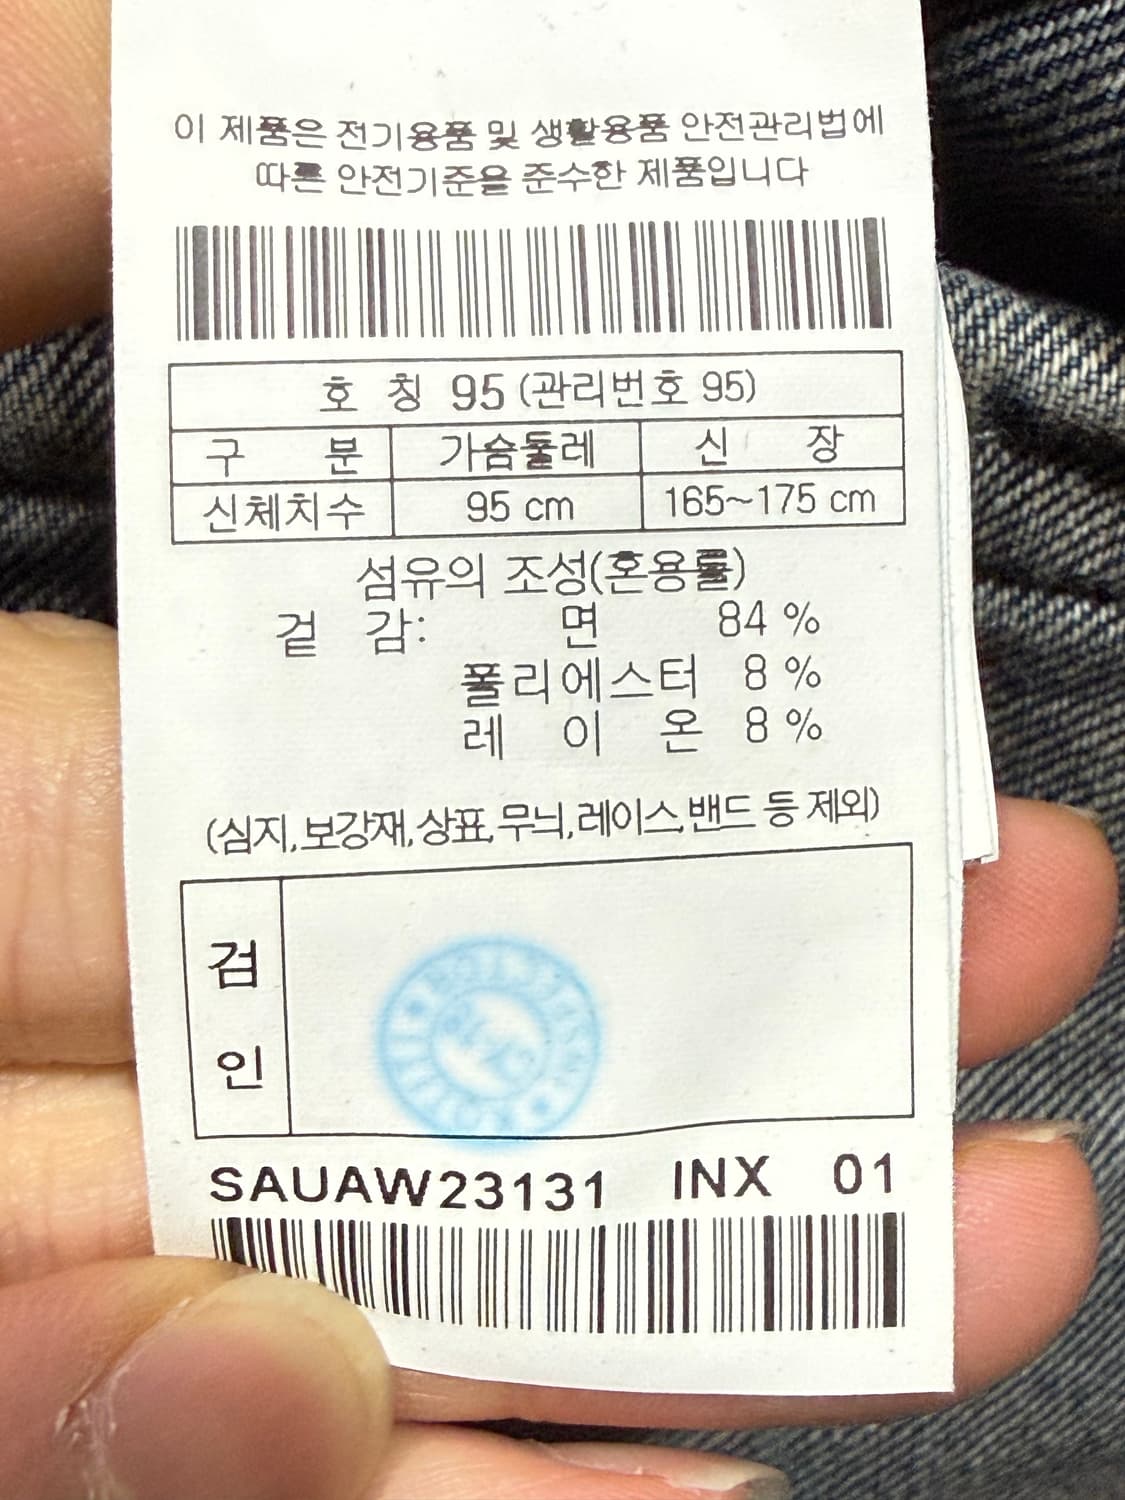 이 제품은 전기용품 및 생활용품 안전관리법에
따른 안전기준을 준수한 제품입니다
호 칭 95 (관리번호 95)
구 분 가슴둘레 신 장
신체치수 95 cm 165~175 cm
섬유의 조성(혼용률)
겉 감: 면 84 %
폴리에스터 8 %
레 이 온 8 %
(심지,보강재,상표,무늬,레이스,밴드 등 제외)
검
인
SAUAW23131 INX 01